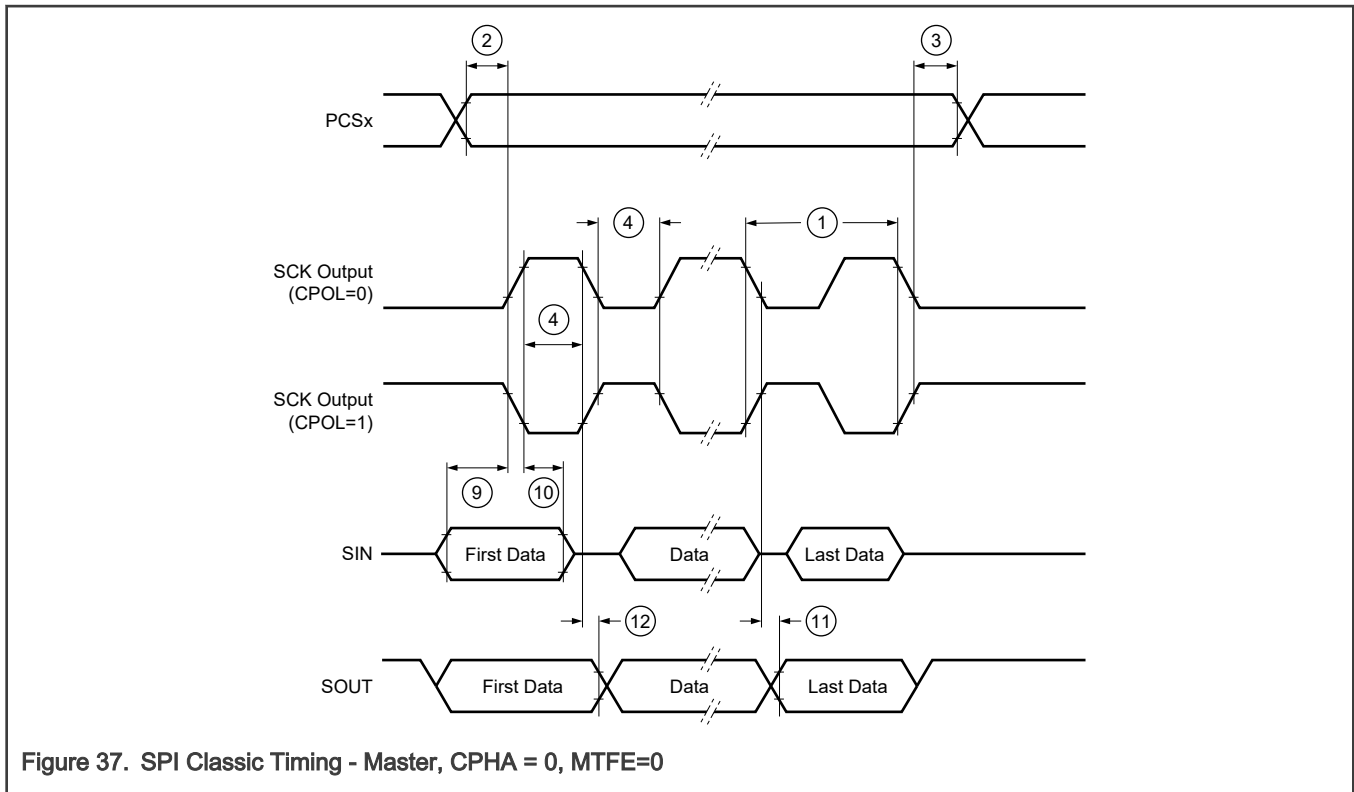 2
3
PCSx
4
1
SCK Output
(CPOL=0)
4
SCK Output
(CPOL=1)
9
10
SIN
First Data
Data
Last Data
12
11
SOUT
First Data
Data
Last Data
Figure 37. SPI Classic Timing - Master, CPHA = 0, MTFE=0